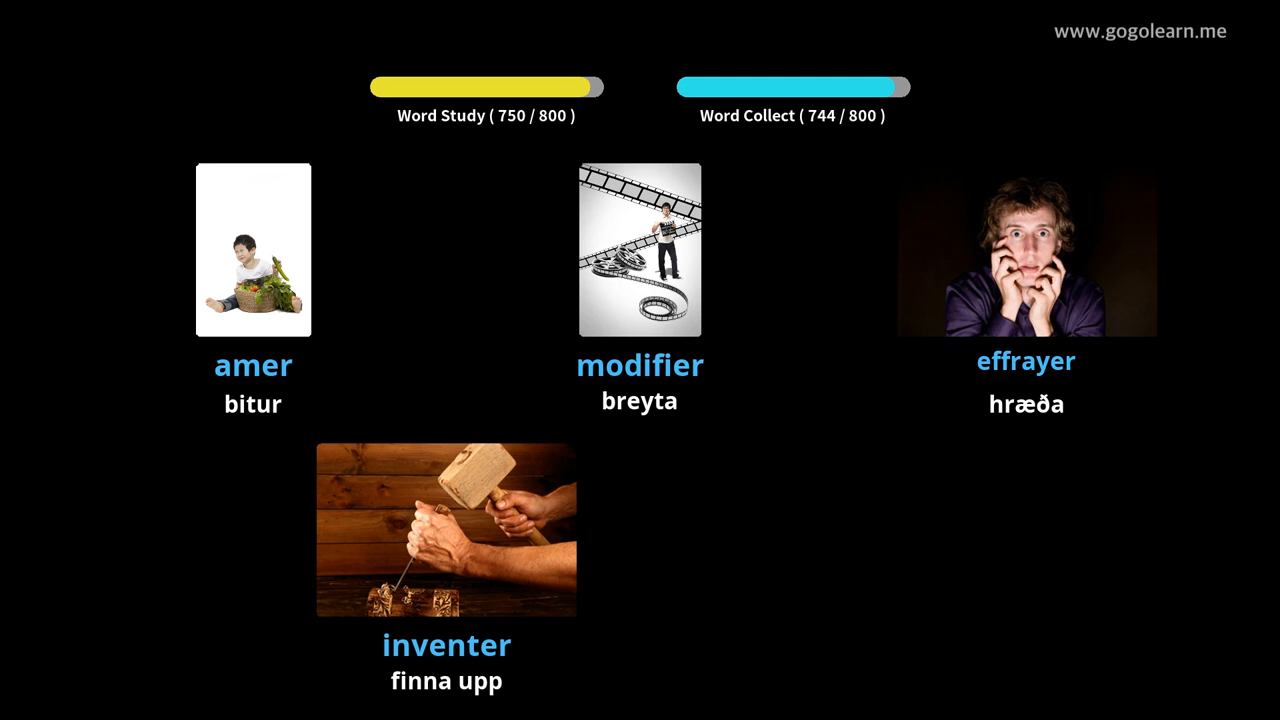 www.gogolearn.me
Word Study ( 750 / 800 )
Word Collect ( 744 / 800 )
amer
bitur
modifier
breyta
effrayer
hræða
inventer
finna upp